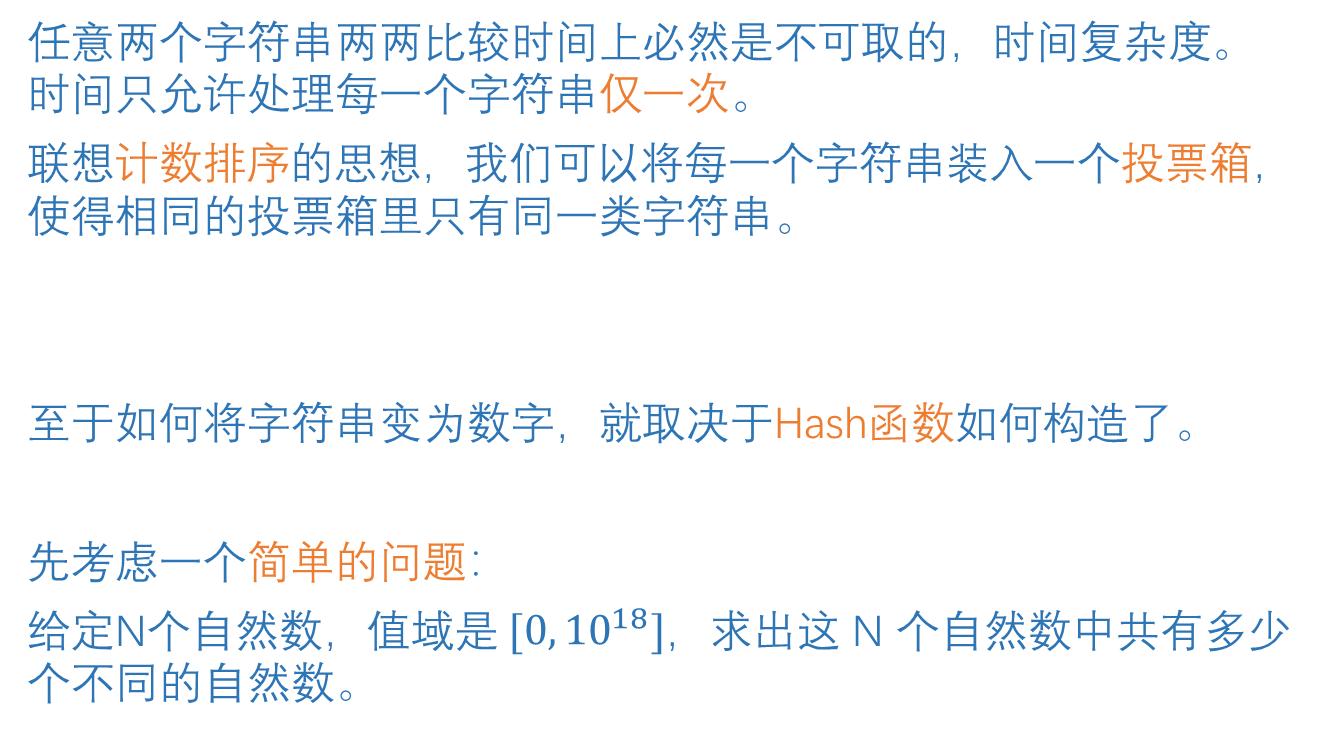 任意两个字符串两两比较时间上必然是不可取的，时间复杂度。
时间只允许处理每一个字符串仅一次。
联想计数排序的思想，我们可以将每一个字符串装入一个投票箱，
使得相同的投票箱里只有同一类字符串。
至于如何将字符串变为数字，就取决于Hash函数如何构造了。
先考虑一个简单的问题：
给定N个自然数，值域是 [0, 10¹⁸]，求出这 N 个自然数中共有多少
个不同的自然数。